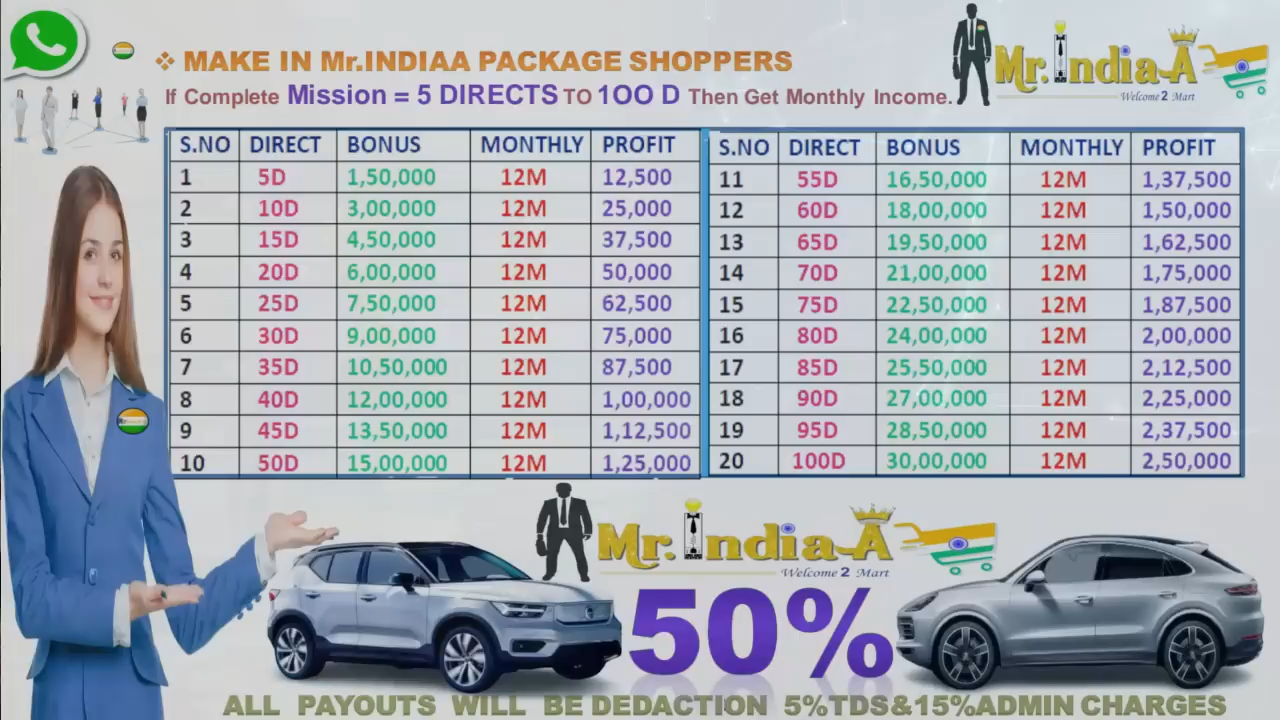 ❖ MAKE IN Mr.INDIAA PACKAGE SHOPPERS
If Complete Mission = 5 DIRECTS TO 1OO D Then Get Monthly Income.
Mr.India-A
Welcome 2 Mart
S.NO DIRECT BONUS MONTHLY PROFIT
1 5D 1,50,000 12M 12,500
2 10D 3,00,000 12M 25,000
3 15D 4,50,000 12M 37,500
4 20D 6,00,000 12M 50,000
5 25D 7,50,000 12M 62,500
6 30D 9,00,000 12M 75,000
7 35D 10,50,000 12M 87,500
8 40D 12,00,000 12M 1,00,000
9 45D 13,50,000 12M 1,12,500
10 50D 15,00,000 12M 1,25,000
S.NO DIRECT BONUS MONTHLY PROFIT
11 55D 16,50,000 12M 1,37,500
12 60D 18,00,000 12M 1,50,000
13 65D 19,50,000 12M 1,62,500
14 70D 21,00,000 12M 1,75,000
15 75D 22,50,000 12M 1,87,500
16 80D 24,00,000 12M 2,00,000
17 85D 25,50,000 12M 2,12,500
18 90D 27,00,000 12M 2,25,000
19 95D 28,50,000 12M 2,37,500
20 100D 30,00,000 12M 2,50,000
Mr.India-A
Welcome 2 Mart
50%
ALL PAYOUTS WILL BE DEDACTION 5%TDS&15%ADMIN CHARGES